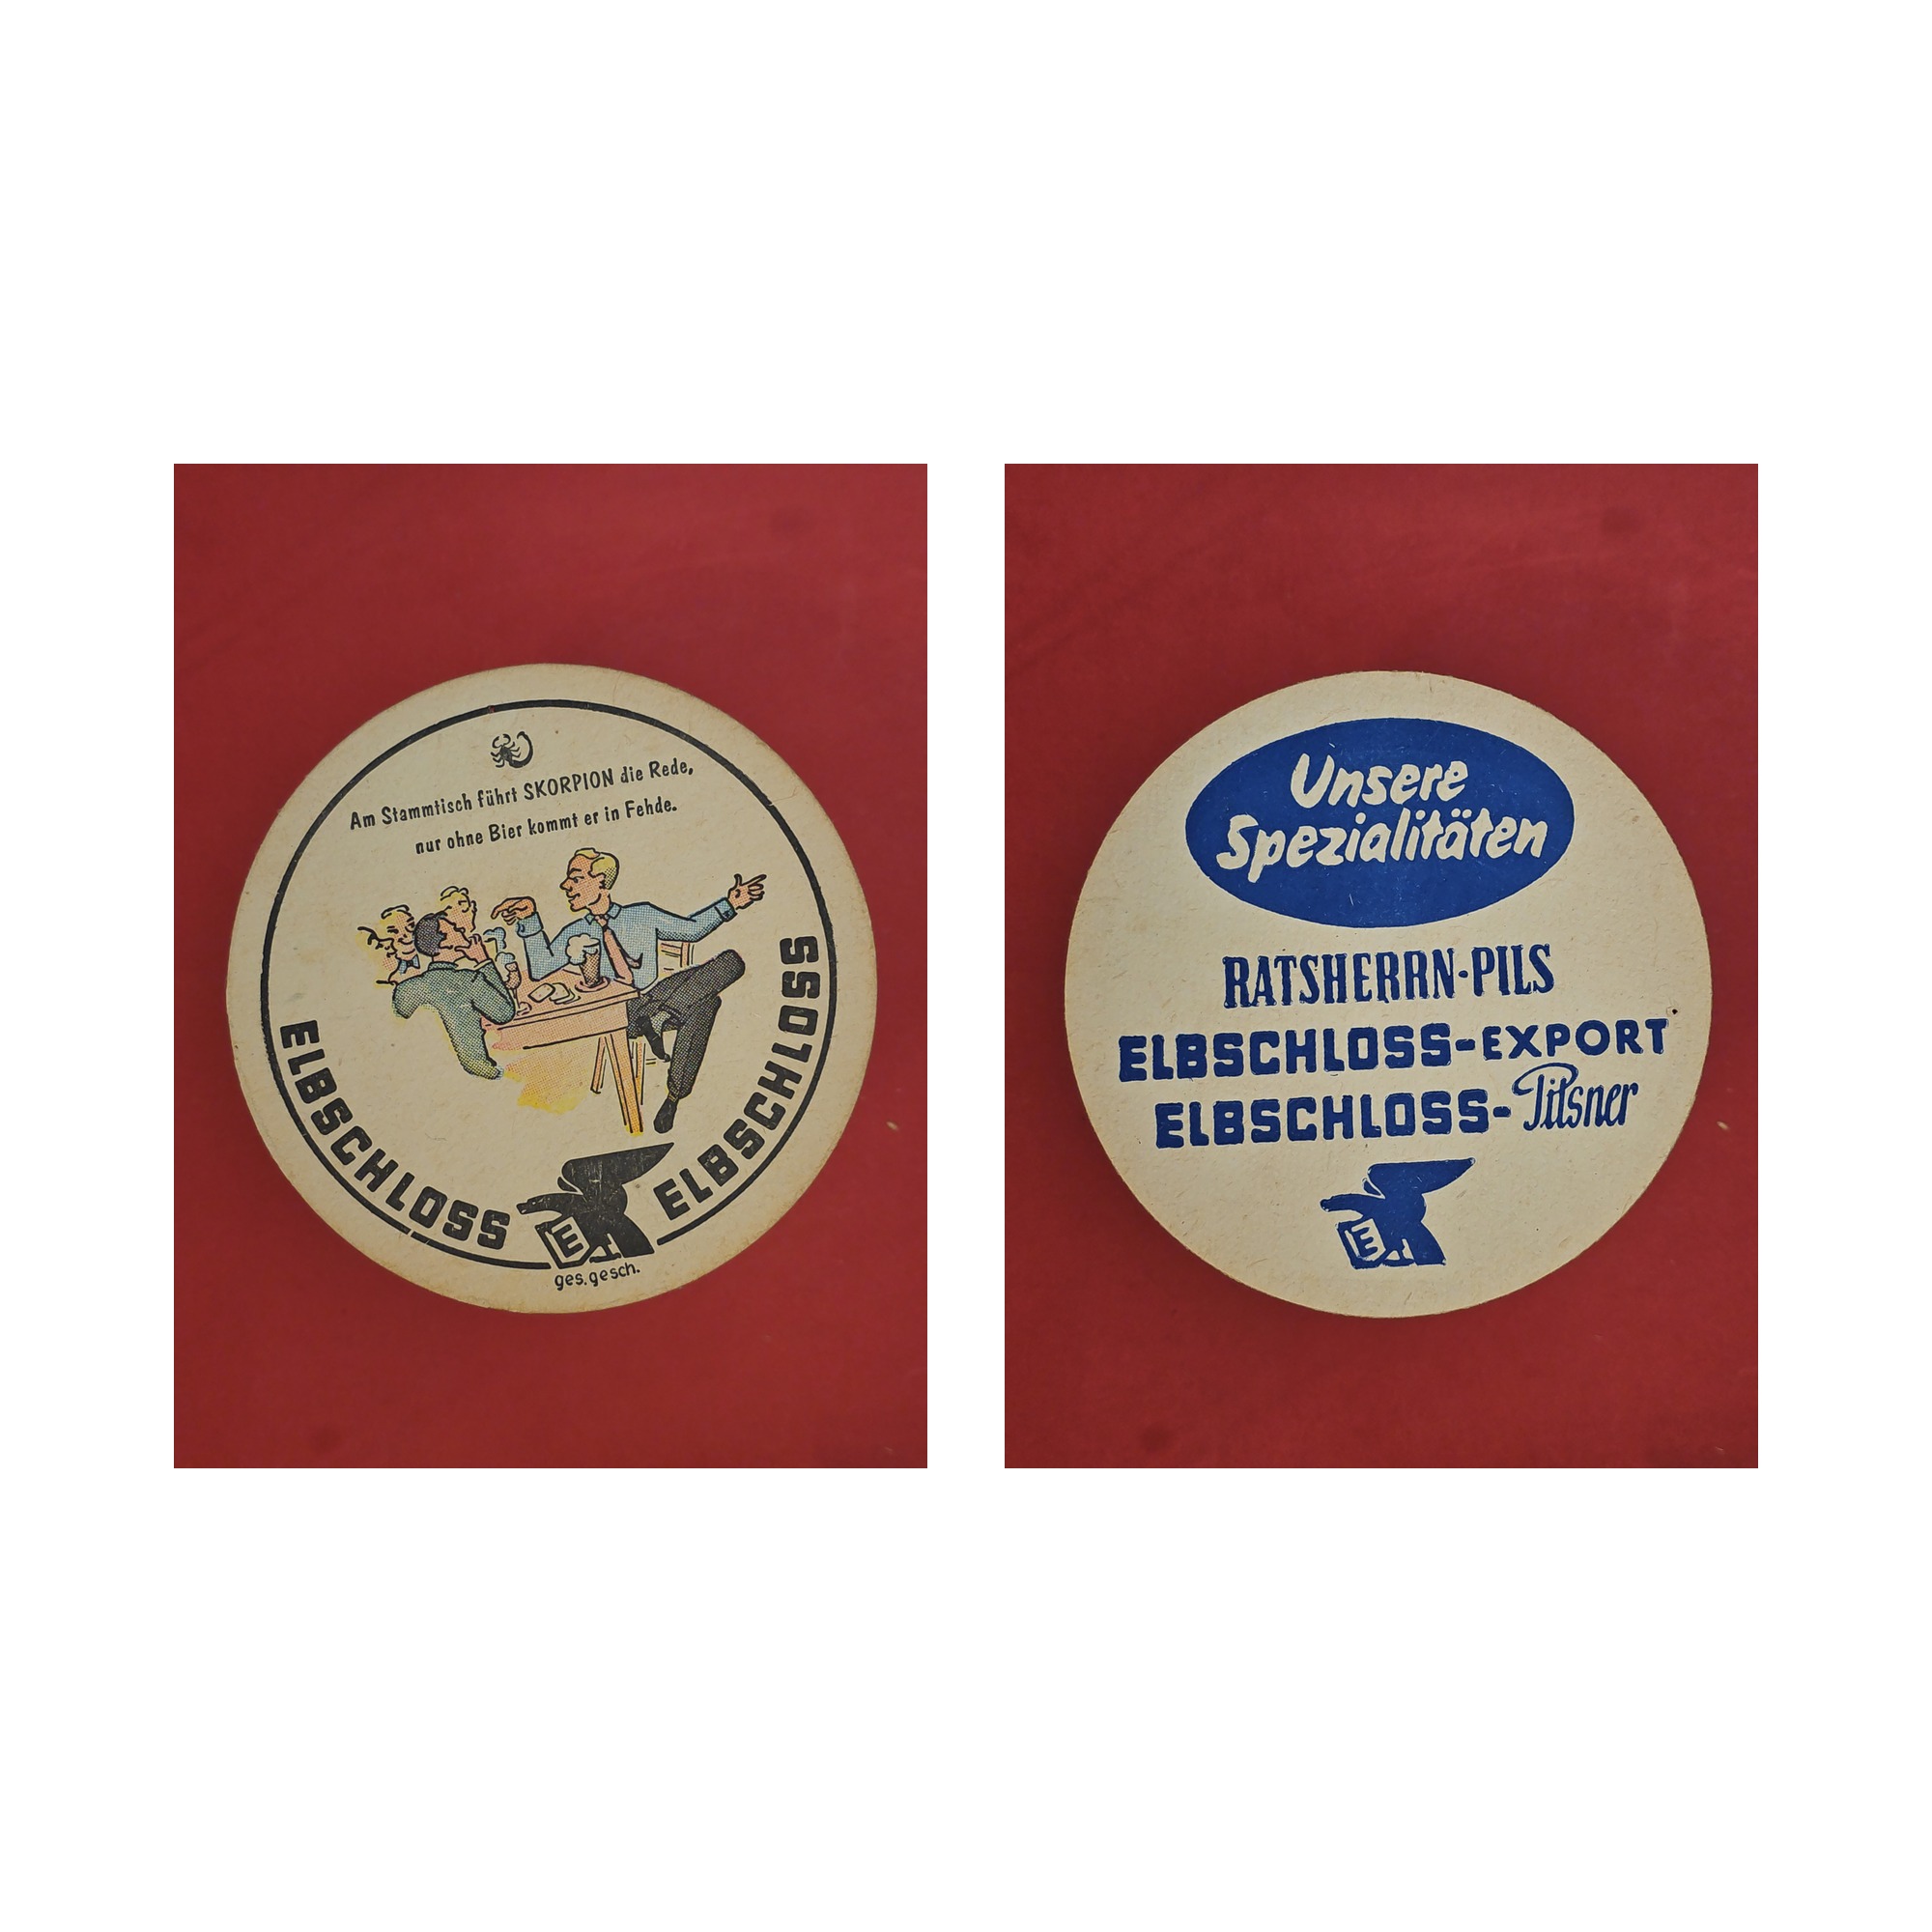 Am Stammtisch führt SKORPION die Rede,
nur ohne Bier kommt er in Fehde.
ELBSCHLOSS
ELBSCHLOSS
E
ges. gesch.
Unsere
Spezialitäten
RATSHERRN-PILS
ELBSCHLOSS-EXPORT
ELBSCHLOSS-Pilsner
E